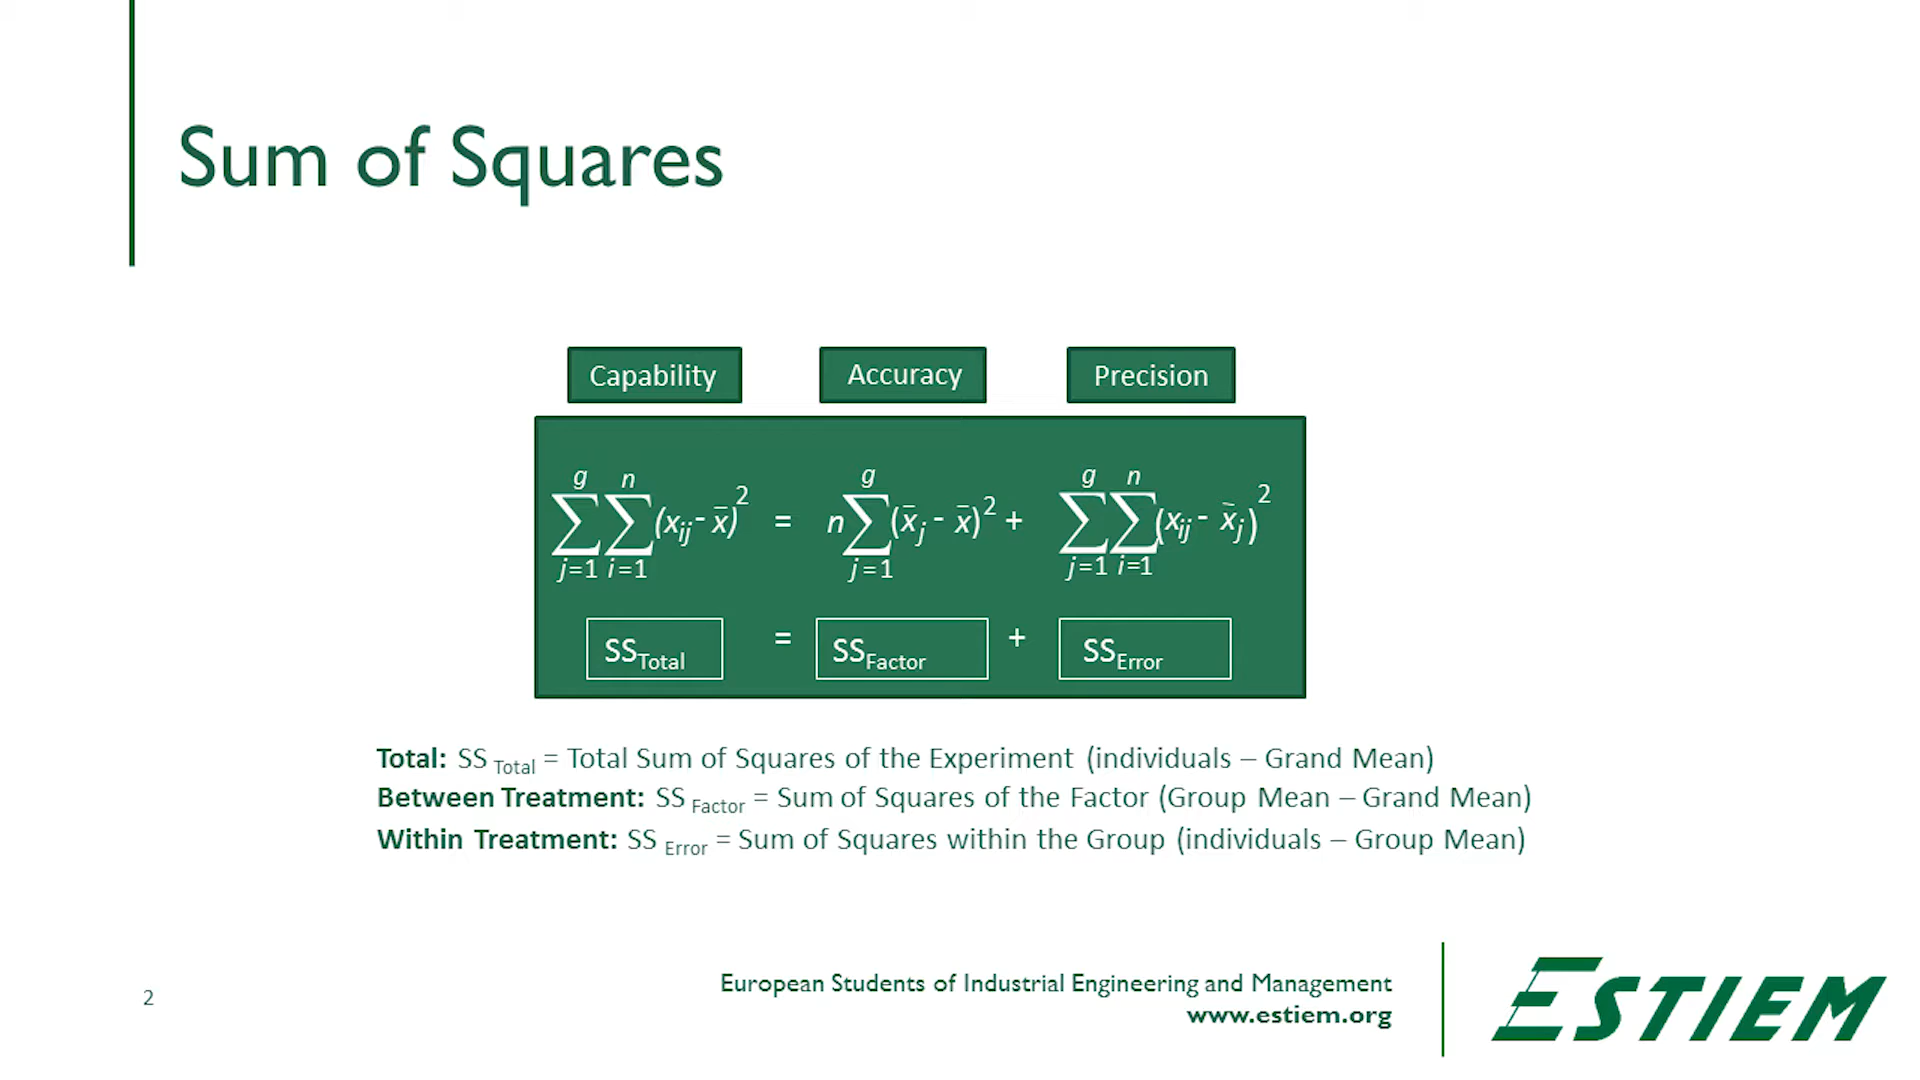 Sum of Squares
Capability Accuracy Precision
g n g g n
∑∑(xij - x̄)² = n∑(x̄j - x̄)² + ∑∑(xij - x̄j)²
j=1 i=1 j=1 j=1 i=1
SSTotal = SSFactor + SSError
Total: SS Total = Total Sum of Squares of the Experiment (individuals – Grand Mean)
Between Treatment: SS Factor = Sum of Squares of the Factor (Group Mean – Grand Mean)
Within Treatment: SS Error = Sum of Squares within the Group (individuals – Group Mean)
2
European Students of Industrial Engineering and Management
www.estiem.org
ESTIEM